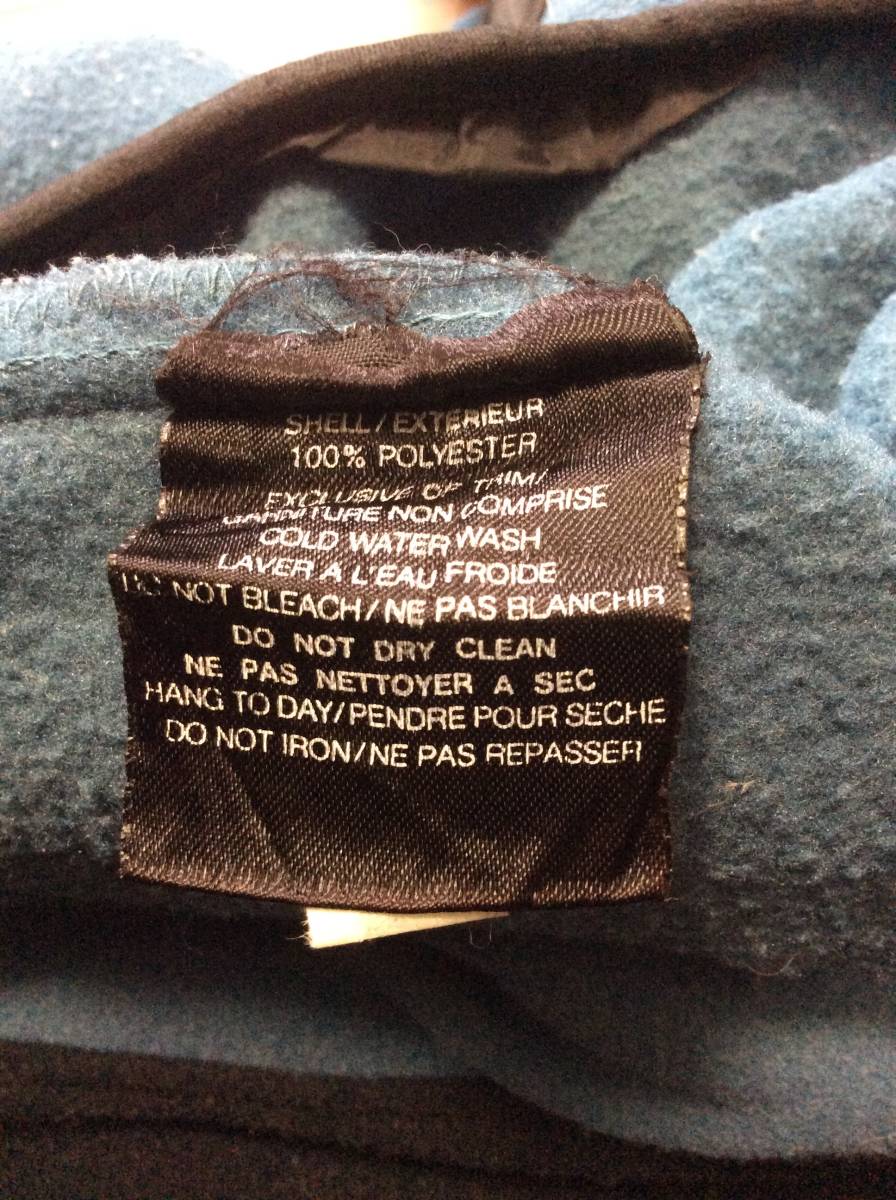 SHELL / EXTERIEUR
100% POLYESTER
EXCLUSIVE OF TRIM/
GARNITURE NON COMPRISE
COLD WATER WASH
LAVER A L'EAU FROIDE
DO NOT BLEACH/NE PAS BLANCHIR
DO NOT DRY CLEAN
NE PAS NETTOYER A SEC
HANG TO DAY/PENDRE POUR SECHE
DO NOT IRON/NE PAS REPASSER